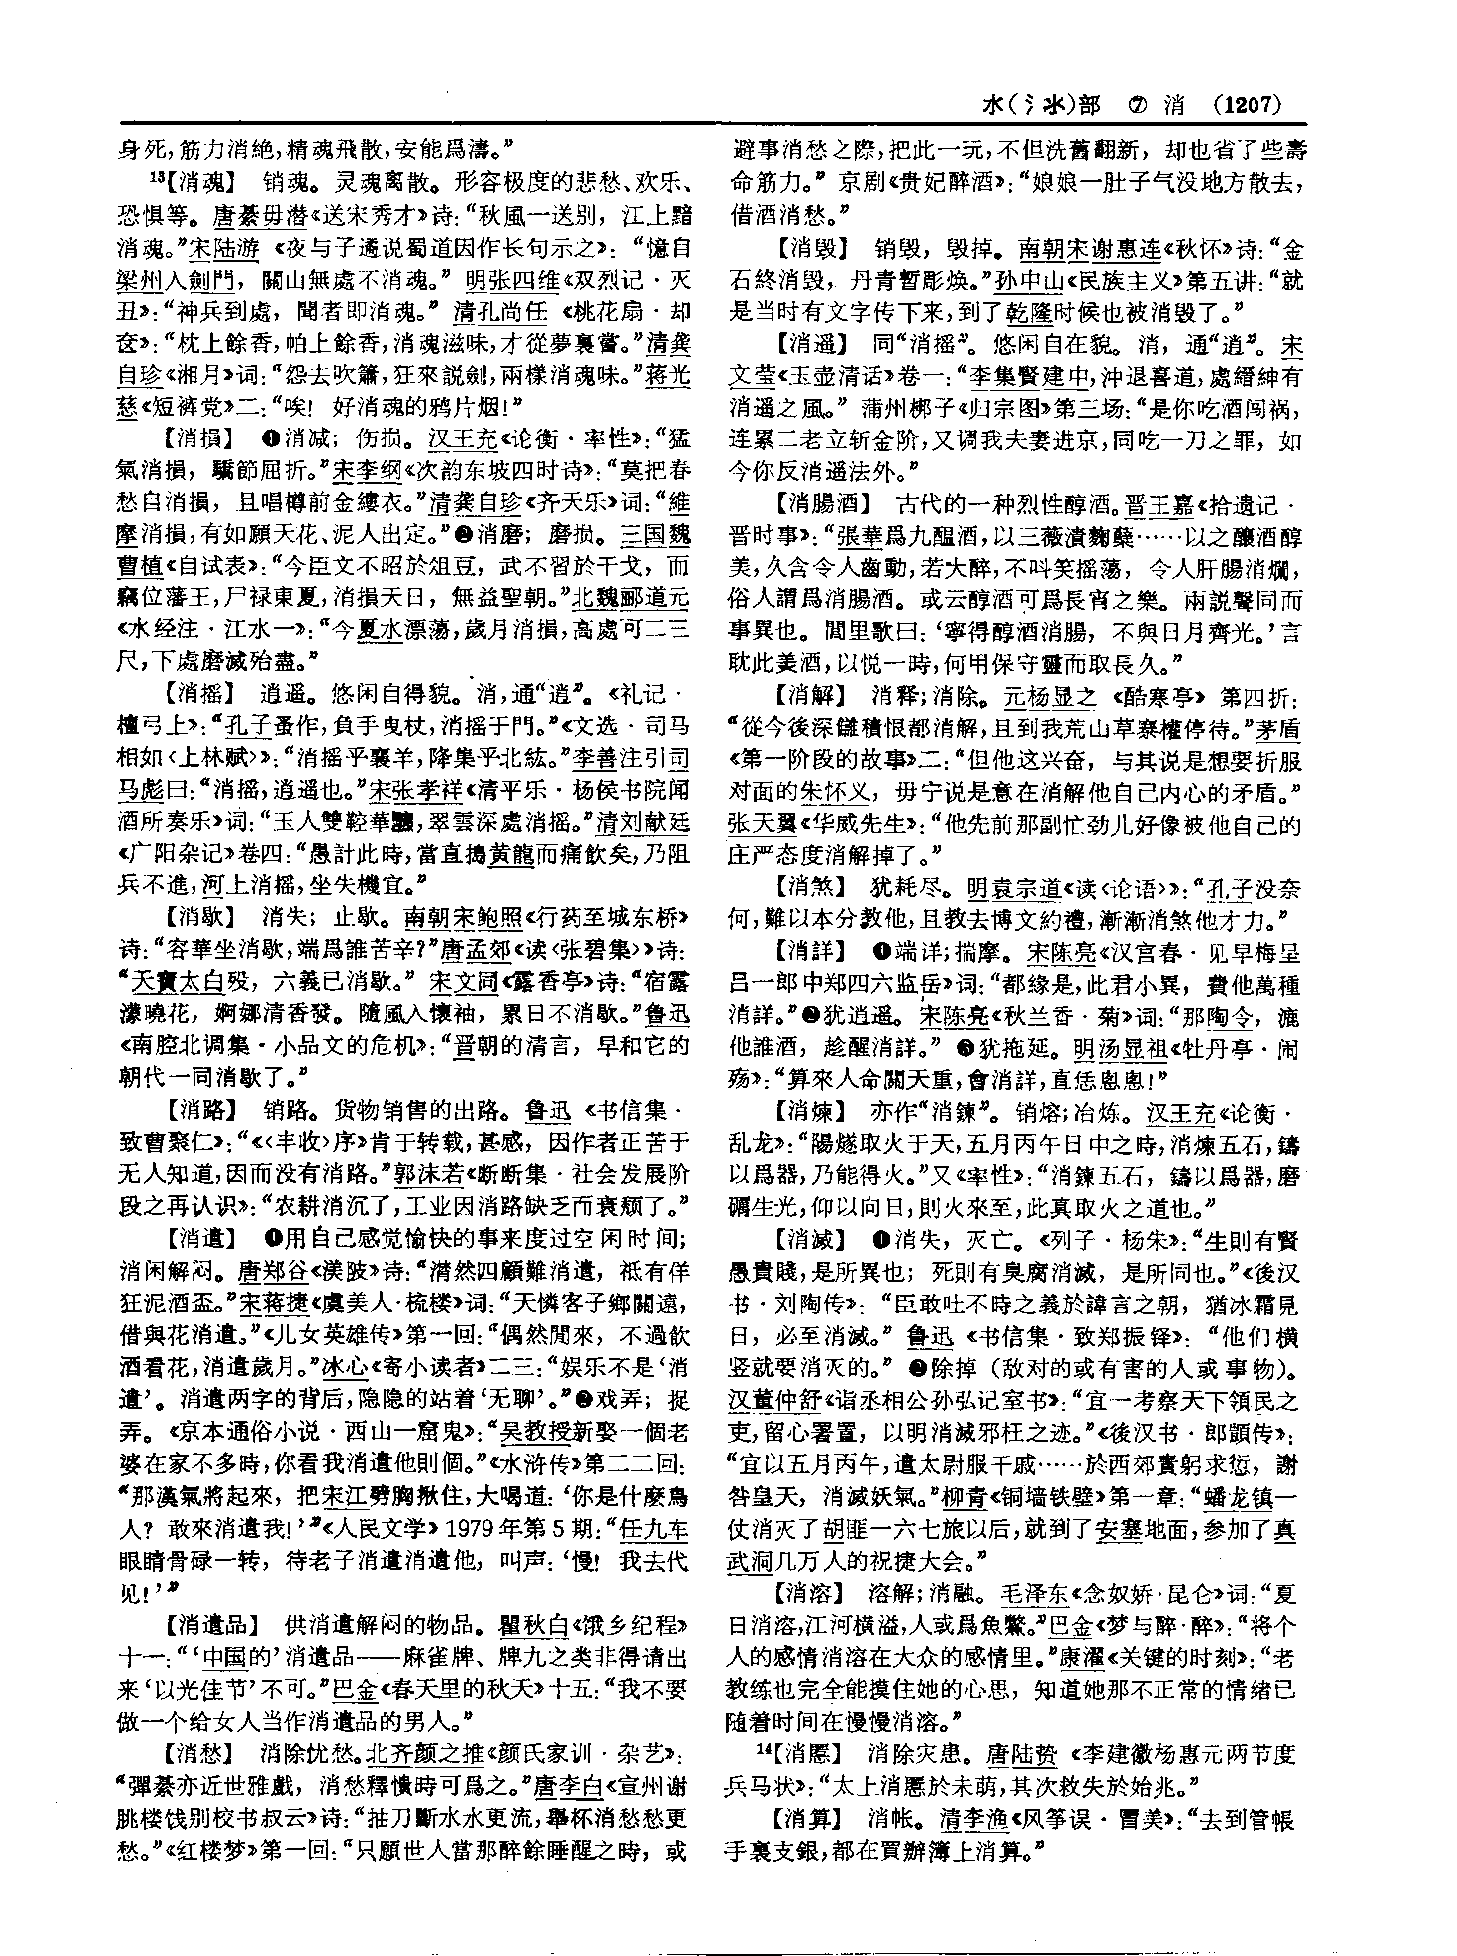 水(氵氺)部 ⑦ 消 (1207)
身死,筋力消絶,精魂飛散,安能爲濤。”
¹³【消魂】 销魂。灵魂离散。形容极度的悲愁、欢乐、
恐惧等。唐綦毋潜《送宋秀才》诗:“秋風一送别,江上黯
消魂。”宋陆游《夜与子遹说蜀道因作长句示之》:“憶自
梁州入劍門,關山無處不消魂。”明张四维《双烈记·灭
丑》:“神兵到處,聞者即消魂。”清孔尚任《桃花扇·却
奁》:“枕上餘香,帕上餘香,消魂滋味,才從夢裏嘗。”清龚
自珍《湘月》词:“怨去吹簫,狂來説劍,兩樣消魂味。”蒋光
慈《短裤党》二:“唉!好消魂的鸦片烟!”
【消損】 ❶消减;伤损。汉王充《论衡·率性》:“猛
氣消損,驕節屈折。”宋李纲《次韵东坡四时诗》:“莫把春
愁自消損,且唱樽前金縷衣。”清龚自珍《齐天乐》词:“維
摩消損,有如願天花、泥人出定。”❷消磨;磨损。三国魏
曹植《自试表》:“今臣文不昭於俎豆,武不習於干戈,而
竊位藩王,尸禄東夏,消損天日,無益聖朝。”北魏郦道元
《水经注·江水一》:“今夏水漂蕩,歲月消損,高處可二三
尺,下處磨滅殆盡。”
【消摇】 逍遥。悠闲自得貌。消,通“逍”。《礼记·
檀弓上》:“孔子蚤作,負手曳杖,消摇于門。”《文选·司马
相如〈上林赋〉》:“消摇乎襄羊,降集乎北紘。”李善注引司
马彪曰:“消摇,逍遥也。”宋张孝祥《清平乐·杨侯书院闻
酒所奏乐》词:“玉人雙鞚華驄,翠雲深處消摇。”清刘献廷
《广阳杂记》卷四:“愚計此時,當直搗黄龍而痛飲矣,乃阻
兵不進,河上消摇,坐失機宜。”
【消歇】 消失;止歇。南朝宋鲍照《行药至城东桥》
诗:“容華坐消歇,端爲誰苦辛?”唐孟郊《读〈张碧集〉》诗:
“天寶太白殁,六義已消歇。”宋文同《露香亭》诗:“宿露
濛曉花,婀娜清香發。隨風入懷袖,累日不消歇。”鲁迅
《南腔北调集·小品文的危机》:“晋朝的清言,早和它的
朝代一同消歇了。”
【消路】 销路。货物销售的出路。鲁迅《书信集·
致曹聚仁》:“《〈丰收〉序》肯于转载,甚感,因作者正苦于
无人知道,因而没有消路。”郭沫若《断断集·社会发展阶
段之再认识》:“农耕消沉了,工业因消路缺乏而衰颓了。”
【消遣】 ❶用自己感觉愉快的事来度过空闲时间;
消闲解闷。唐郑谷《渼陂》诗:“潸然四顧難消遣,祗有佯
狂泥酒盃。”宋蒋捷《虞美人·梳楼》词:“天憐客子鄉關遠,
借與花消遣。”《儿女英雄传》第一回:“偶然閒來,不過飲
酒看花,消遣歲月。”冰心《寄小读者》二三:“娱乐不是‘消
遣’。消遣两字的背后,隐隐的站着‘无聊’。”❷戏弄;捉
弄。《京本通俗小说·西山一窟鬼》:“吴教授新娶一個老
婆在家不多時,你看我消遣他則個。”《水浒传》第二二回:
“那漢氣將起來,把宋江劈胸揪住,大喝道:‘你是什麽鳥
人?敢來消遣我!’”《人民文学》1979年第5期:“任九车
眼睛骨碌一转,待老子消遣消遣他,叫声:‘慢!我去代
见!’”
【消遣品】 供消遣解闷的物品。瞿秋白《饿乡纪程》
十一:“‘中国的’消遣品——麻雀牌、牌九之类非得请出
来‘以光佳节’不可。”巴金《春天里的秋天》十五:“我不要
做一个给女人当作消遣品的男人。”
【消愁】 消除忧愁。北齐颜之推《颜氏家训·杂艺》:
“彈綦亦近世雅戲,消愁釋憒時可爲之。”唐李白《宣州谢
朓楼饯别校书叔云》诗:“抽刀斷水水更流,舉杯消愁愁更
愁。”《红楼梦》第一回:“只願世人當那醉餘睡醒之時,或
避事消愁之際,把此一玩,不但洗舊翻新,却也省了些壽
命筋力。”京剧《贵妃醉酒》:“娘娘一肚子气没地方散去,
借酒消愁。”
【消毁】 销毁,毁掉。南朝宋谢惠连《秋怀》诗:“金
石終消毁,丹青暫彫焕。”孙中山《民族主义》第五讲:“就
是当时有文字传下来,到了乾隆时候也被消毁了。”
【消遥】 同“消摇”。悠闲自在貌。消,通“逍”。宋
文莹《玉壶清话》卷一:“李集賢建中,沖退喜道,處縉紳有
消遥之風。”蒲州梆子《归宗图》第三场:“是你吃酒闯祸,
连累二老立斩金阶,又调我夫妻进京,同吃一刀之罪,如
今你反消遥法外。”
【消腸酒】 古代的一种烈性醇酒。晋王嘉《拾遗记·
晋时事》:“張華爲九醖酒,以三薇漬麴蘖……以之釀酒醇
美,久含令人齒動,若大醉,不叫笑摇蕩,令人肝腸消爛,
俗人謂爲消腸酒。或云醇酒可爲長宵之樂。兩説聲同而
事異也。閭里歌曰:‘寧得醇酒消腸,不與日月齊光。’言
耽此美酒,以悦一時,何用保守靈而取長久。”
【消解】 消释;消除。元杨显之《酷寒亭》第四折:
“從今後深讎積恨都消解,且到我荒山草寨權停待。”茅盾
《第一阶段的故事》二:“但他这兴奋,与其说是想要折服
对面的朱怀义,毋宁说是意在消解他自己内心的矛盾。”
张天翼《华威先生》:“他先前那副忙劲儿好像被他自己的
庄严态度消解掉了。”
【消煞】 犹耗尽。明袁宗道《读〈论语〉》:“孔子没奈
何,難以本分教他,且教去博文約禮,漸漸消煞他才力。”
【消詳】 ❶端详;揣摩。宋陈亮《汉宫春·见早梅呈
吕一郎中郑四六监岳》词:“都緣是,此君小異,費他萬種
消詳。”❷犹逍遥。宋陈亮《秋兰香·菊》词:“那陶令,漉
他誰酒,趁醒消詳。”❸犹拖延。明汤显祖《牡丹亭·闹
殇》:“算來人命關天重,會消詳,直恁悤悤!”
【消煉】 亦作“消鍊”。销熔;冶炼。汉王充《论衡·
乱龙》:“陽燧取火于天,五月丙午日中之時,消煉五石,鑄
以爲器,乃能得火。”又《率性》:“消鍊五石,鑄以爲器,磨
礪生光,仰以向日,則火來至,此真取火之道也。”
【消滅】 ❶消失,灭亡。《列子·杨朱》:“生則有賢
愚貴賤,是所異也;死則有臭腐消滅,是所同也。”《後汉
书·刘陶传》:“臣敢吐不時之義於諱言之朝,猶冰霜見
日,必至消滅。”鲁迅《书信集·致郑振铎》:“他们横
竖就要消灭的。”❷除掉(敌对的或有害的人或事物)。
汉董仲舒《诣丞相公孙弘记室书》:“宜一考察天下領民之
吏,留心署置,以明消滅邪枉之迹。”《後汉书·郎顗传》:
“宜以五月丙午,遣太尉服干戚……於西郊責躬求愆,謝
咎皇天,消滅妖氣。”柳青《铜墙铁壁》第一章:“蟠龙镇一
仗消灭了胡匪一六七旅以后,就到了安塞地面,参加了真
武洞几万人的祝捷大会。”
【消溶】 溶解;消融。毛泽东《念奴娇·昆仑》词:“夏
日消溶,江河横溢,人或爲魚鱉。”巴金《梦与醉·醉》:“将个
人的感情消溶在大众的感情里。”康濯《关键的时刻》:“老
教练也完全能摸住她的心思,知道她那不正常的情绪已
随着时间在慢慢消溶。”
¹⁴【消慝】 消除灾患。唐陆贽《李建徽杨惠元两节度
兵马状》:“太上消慝於未萌,其次救失於始兆。”
【消算】 消帐。清李渔《风筝误·冒美》:“去到管帳
手裏支銀,都在買辦簿上消算。”